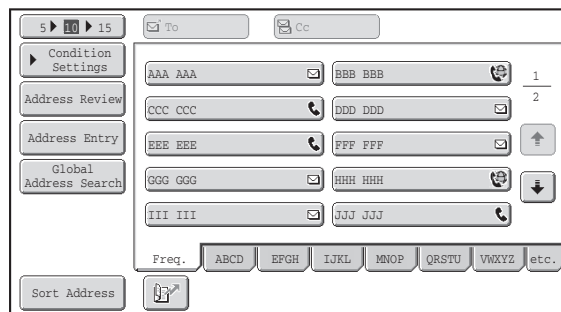 5 10 15
To
Cc
Condition
Settings
Address Review
Address Entry
Global
Address Search
Sort Address
AAA AAA
BBB BBB
CCC CCC
DDD DDD
EEE EEE
FFF FFF
GGG GGG
HHH HHH
III III
JJJ JJJ
1
2
Freq.
ABCD
EFGH
IJKL
MNOP
QRSTU
VWXYZ
etc.